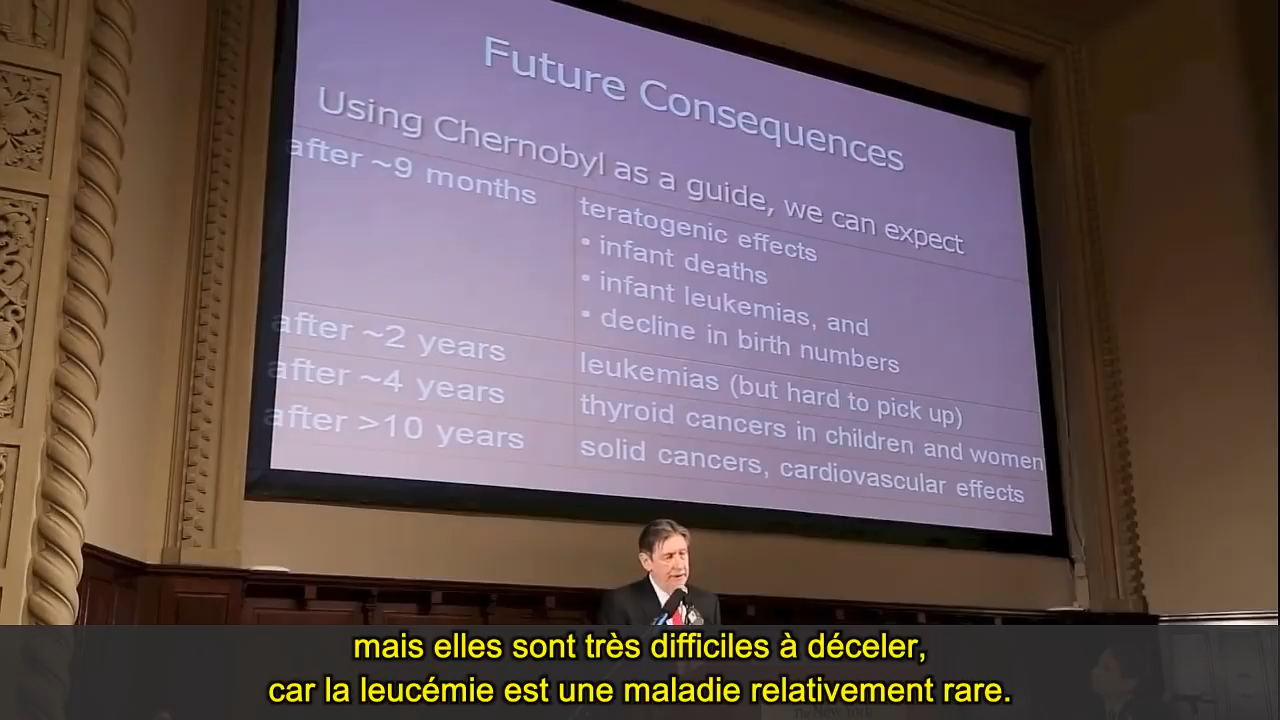 Future Consequences
Using Chernobyl as a guide, we can expect
after ~9 months
teratogenic effects
• infant deaths
• infant leukemias, and
• decline in birth numbers
after ~2 years
leukemias (but hard to pick up)
after ~4 years
thyroid cancers in children and women
after >10 years
solid cancers, cardiovascular effects
mais elles sont très difficiles à déceler,
car la leucémie est une maladie relativement rare.